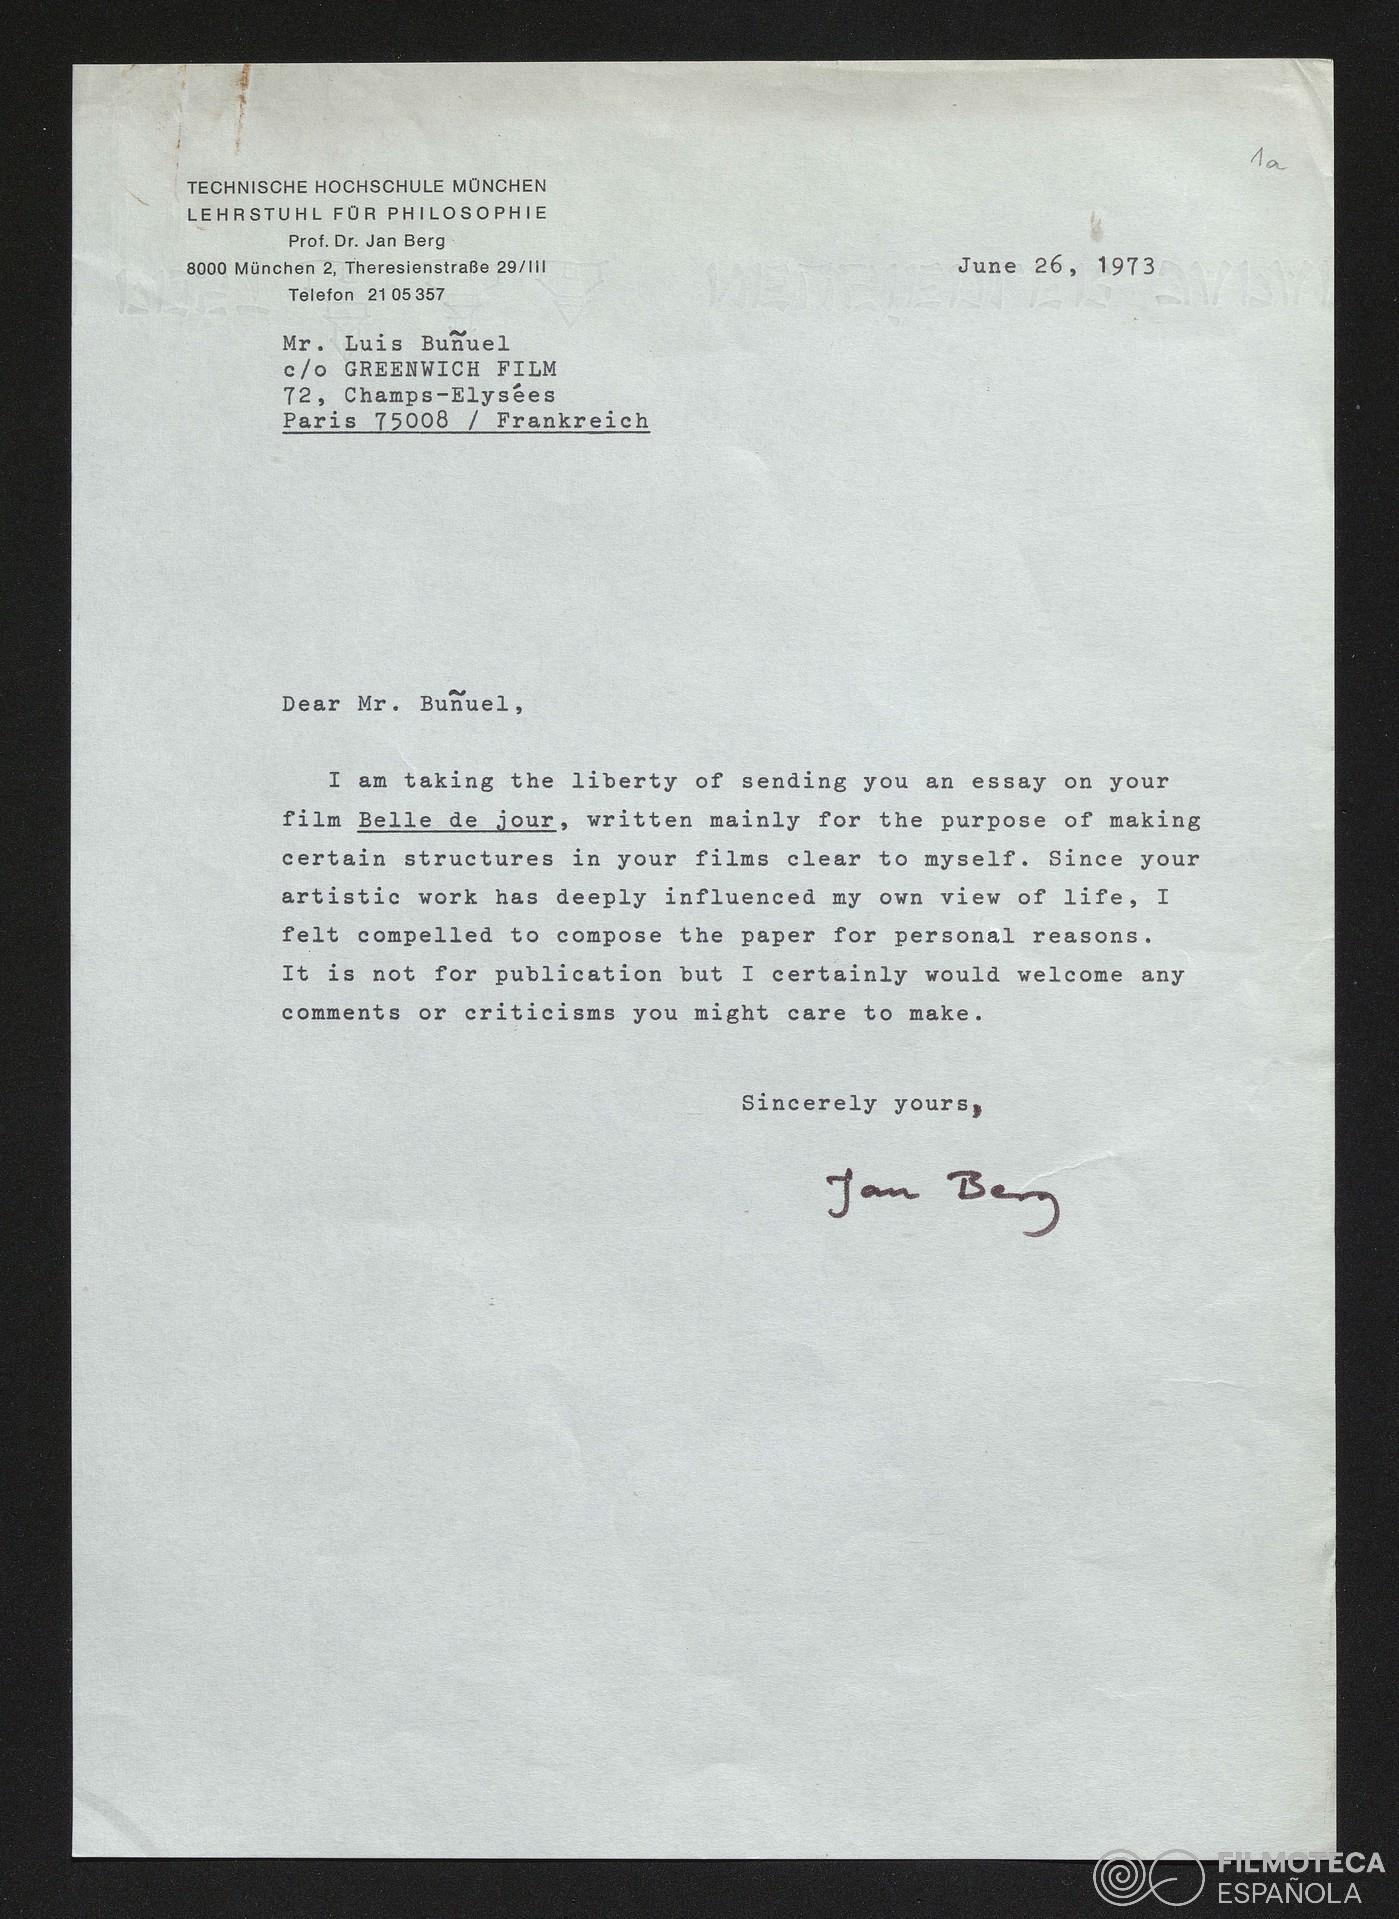 1a
TECHNISCHE HOCHSCHULE MÜNCHEN
LEHRSTUHL FÜR PHILOSOPHIE
Prof. Dr. Jan Berg
8000 München 2, Theresienstraße 29/III
Telefon 21 05 357
June 26, 1973
Mr. Luis Buñuel
c/o GREENWICH FILM
72, Champs-Elysées
Paris 75008 / Frankreich
Dear Mr. Buñuel,
I am taking the liberty of sending you an essay on your
film Belle de jour, written mainly for the purpose of making
certain structures in your films clear to myself. Since your
artistic work has deeply influenced my own view of life, I
felt compelled to compose the paper for personal reasons.
It is not for publication but I certainly would welcome any
comments or criticisms you might care to make.
Sincerely yours,
Jan Berg
FILMOTECA
ESPAÑOLA